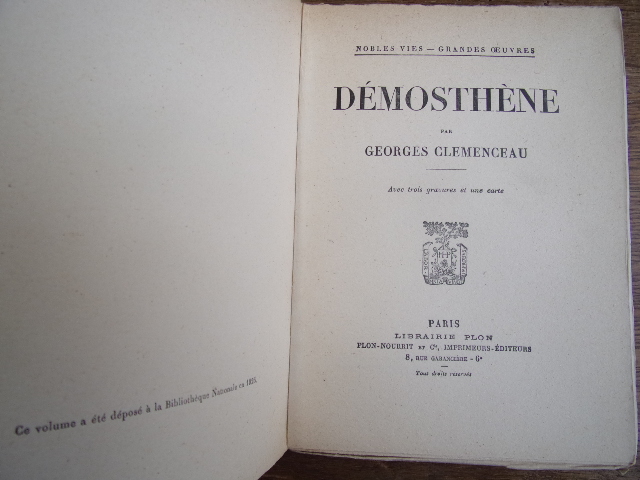 Ce volume a été déposé à la Bibliothèque Nationale en
NOBLES VIES — GRANDES ŒUVRES
DÉMOSTHÈNE
PAR
GEORGES CLEMENCEAU
Avec trois gravures et une carte
PARIS
LIBRAIRIE PLON
PLON-NOURRIT ET Cie, IMPRIMEURS-ÉDITEURS
8, RUE GARANCIÈRE - 6e
Tous droits réservés